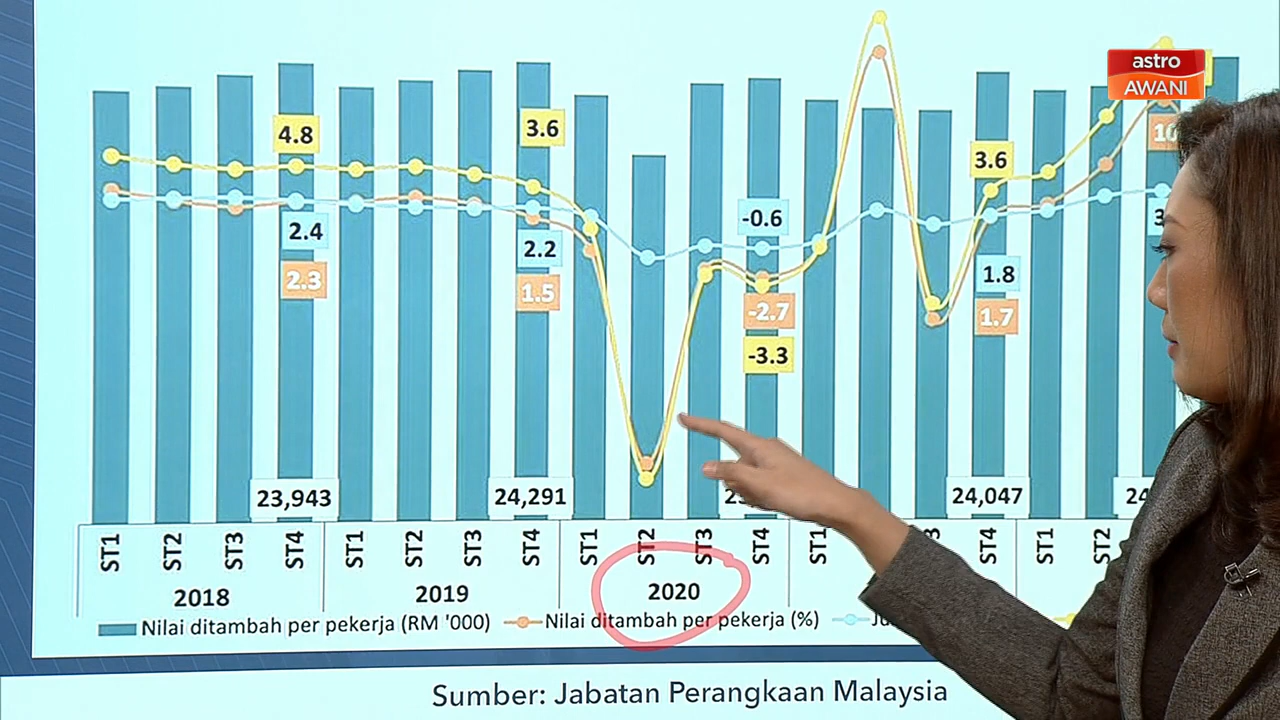 astro
AWANI
4.8
3.6
3.6
10
-0.6
2.4
2.2
1.8
2.3
1.5
-2.7
1.7
-3.3
23,943
24,291
24,047
24
ST1 ST2 ST3 ST4 ST1 ST2 ST3 ST4 ST1 ST2 ST3 ST4 ST1 ST4 ST1 ST2
2018 2019 2020
Nilai ditambah per pekerja (RM '000) Nilai ditambah per pekerja (%)
Sumber: Jabatan Perangkaan Malaysia